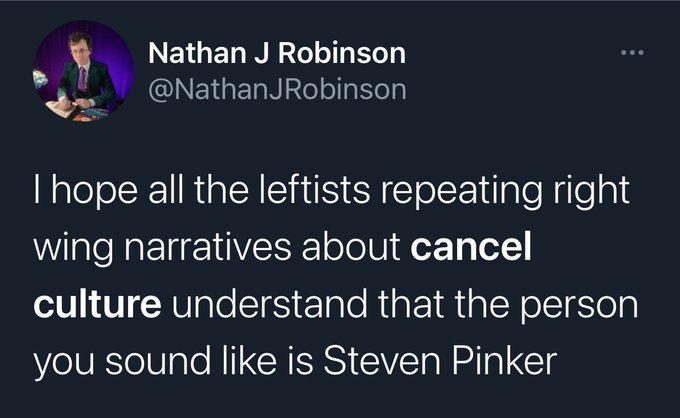 Nathan J Robinson
@NathanJRobinson
I hope all the leftists repeating right
wing narratives about cancel
culture understand that the person
you sound like is Steven Pinker